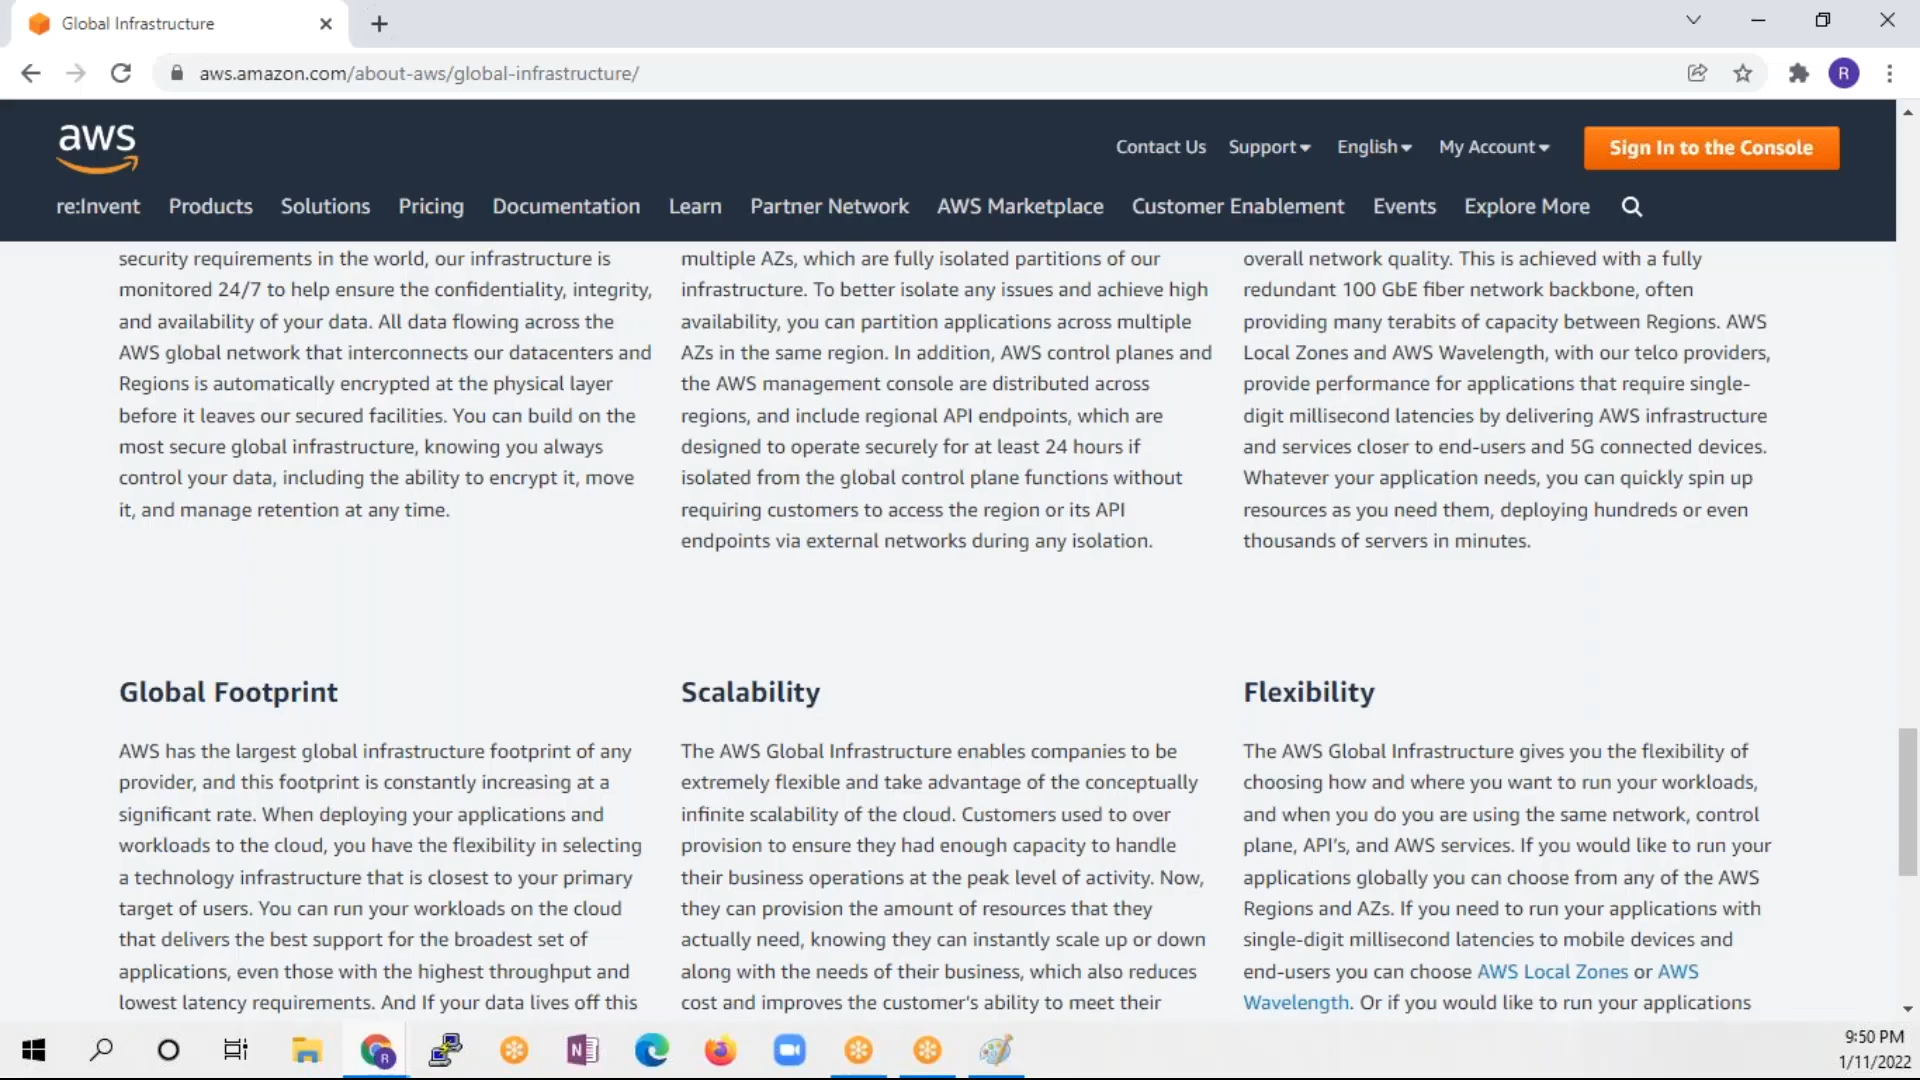 Global Infrastructure
aws.amazon.com/about-aws/global-infrastructure/
R
aws
Contact Us Support English My Account Sign In to the Console
re:Invent Products Solutions Pricing Documentation Learn Partner Network AWS Marketplace Customer Enablement Events Explore More
security requirements in the world, our infrastructure is
monitored 24/7 to help ensure the confidentiality, integrity,
and availability of your data. All data flowing across the
AWS global network that interconnects our datacenters and
Regions is automatically encrypted at the physical layer
before it leaves our secured facilities. You can build on the
most secure global infrastructure, knowing you always
control your data, including the ability to encrypt it, move
it, and manage retention at any time.
multiple AZs, which are fully isolated partitions of our
infrastructure. To better isolate any issues and achieve high
availability, you can partition applications across multiple
AZs in the same region. In addition, AWS control planes and
the AWS management console are distributed across
regions, and include regional API endpoints, which are
designed to operate securely for at least 24 hours if
isolated from the global control plane functions without
requiring customers to access the region or its API
endpoints via external networks during any isolation.
overall network quality. This is achieved with a fully
redundant 100 GbE fiber network backbone, often
providing many terabits of capacity between Regions. AWS
Local Zones and AWS Wavelength, with our telco providers,
provide performance for applications that require single-
digit millisecond latencies by delivering AWS infrastructure
and services closer to end-users and 5G connected devices.
Whatever your application needs, you can quickly spin up
resources as you need them, deploying hundreds or even
thousands of servers in minutes.
Global Footprint
AWS has the largest global infrastructure footprint of any
provider, and this footprint is constantly increasing at a
significant rate. When deploying your applications and
workloads to the cloud, you have the flexibility in selecting
a technology infrastructure that is closest to your primary
target of users. You can run your workloads on the cloud
that delivers the best support for the broadest set of
applications, even those with the highest throughput and
lowest latency requirements. And If your data lives off this
Scalability
The AWS Global Infrastructure enables companies to be
extremely flexible and take advantage of the conceptually
infinite scalability of the cloud. Customers used to over
provision to ensure they had enough capacity to handle
their business operations at the peak level of activity. Now,
they can provision the amount of resources that they
actually need, knowing they can instantly scale up or down
along with the needs of their business, which also reduces
cost and improves the customer's ability to meet their
Flexibility
The AWS Global Infrastructure gives you the flexibility of
choosing how and where you want to run your workloads,
and when you do you are using the same network, control
plane, API's, and AWS services. If you would like to run your
applications globally you can choose from any of the AWS
Regions and AZs. If you need to run your applications with
single-digit millisecond latencies to mobile devices and
end-users you can choose AWS Local Zones or AWS
Wavelength. Or if you would like to run your applications
R
N
9:50 PM
1/11/2022